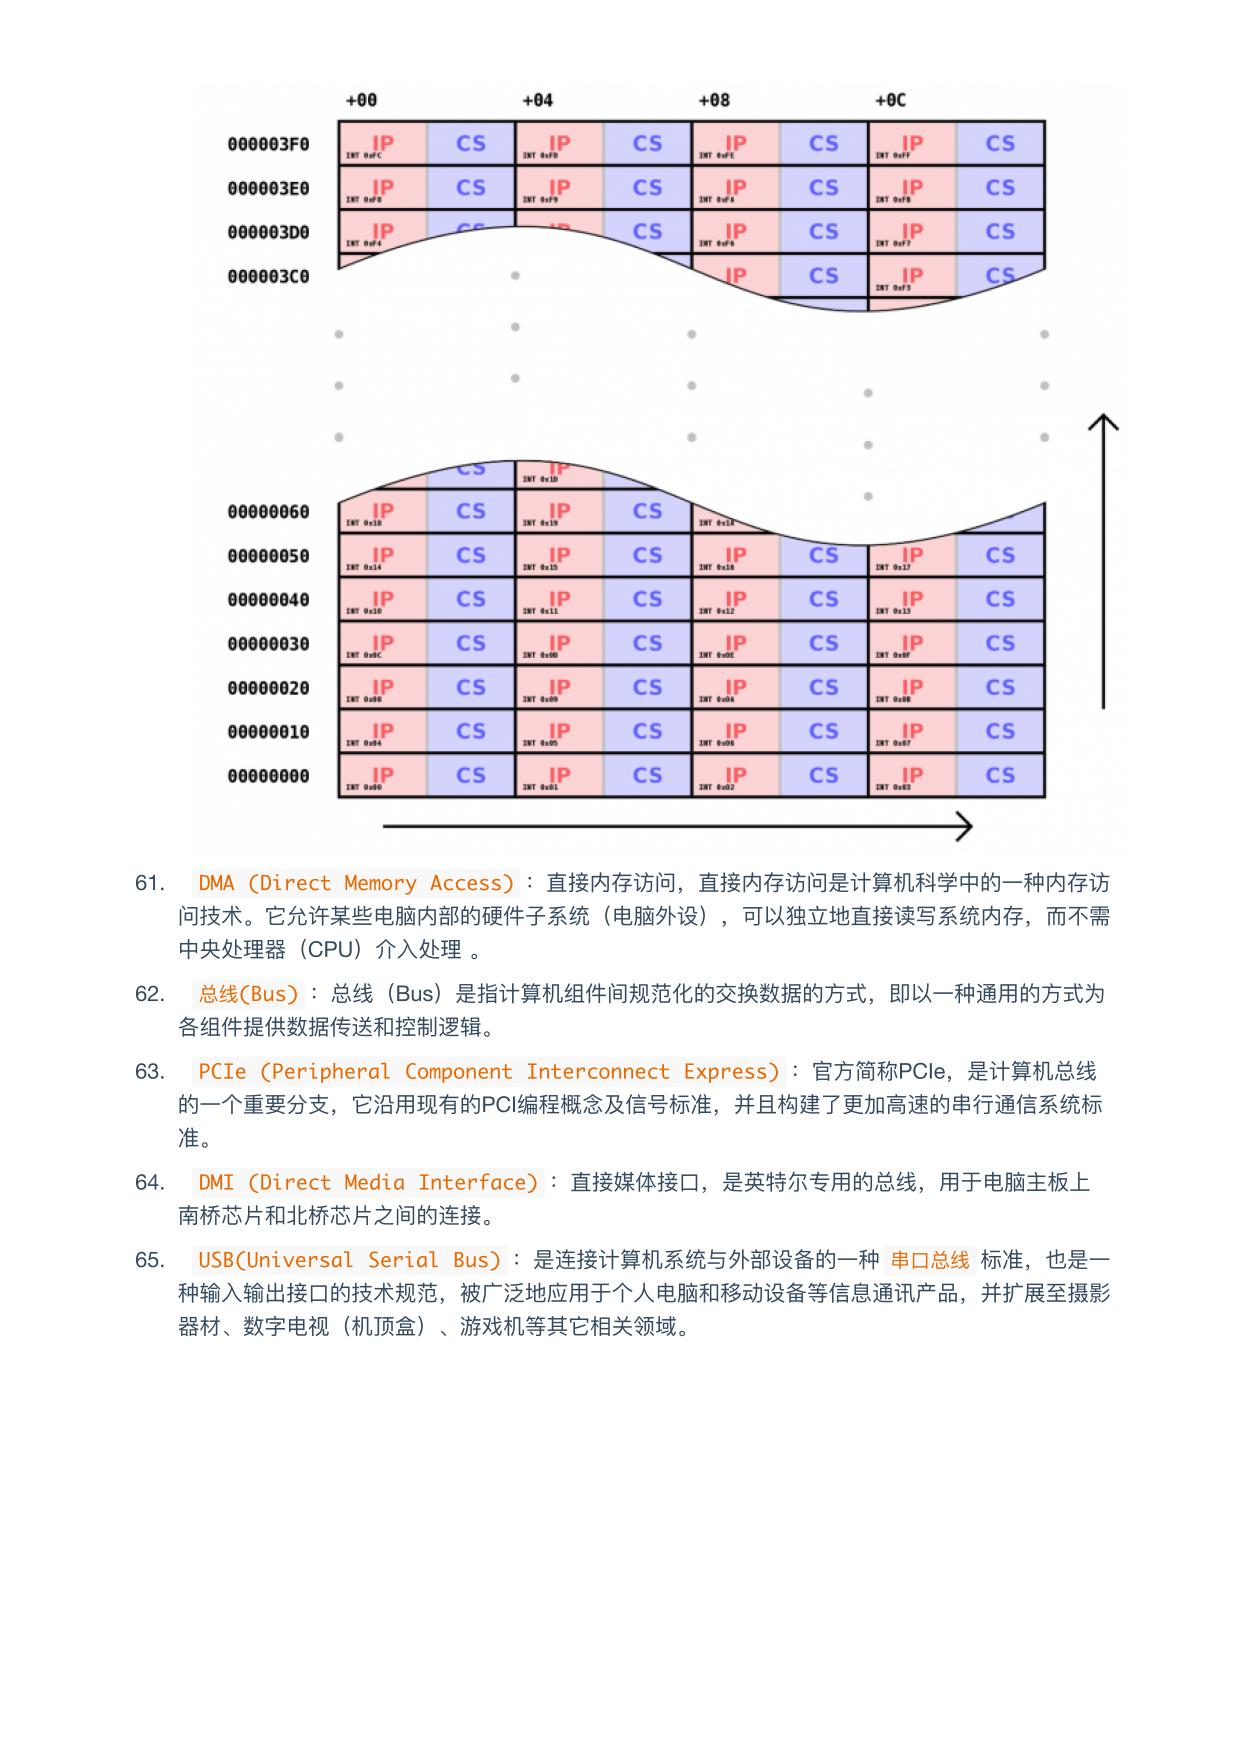 +00 +04 +08 +0C
000003F0 IP CS IP CS IP CS IP CS
INT 0xFC INT 0xFD INT 0xFE INT 0xFF
000003E0 IP CS IP CS IP CS IP CS
INT 0xF8 INT 0xF9 INT 0xFA INT 0xFB
000003D0 IP CS IP CS IP CS IP CS
INT 0xF4 INT 0xF6 INT 0xF7
000003C0 IP CS IP CS
INT 0xF3
CS IP
INT 0x1D
00000060 IP CS IP CS
INT 0x18 INT 0x19 INT 0x1A
00000050 IP CS IP CS IP CS IP CS
INT 0x14 INT 0x15 INT 0x16 INT 0x17
00000040 IP CS IP CS IP CS IP CS
INT 0x10 INT 0x11 INT 0x12 INT 0x13
00000030 IP CS IP CS IP CS IP CS
INT 0x0C INT 0x0D INT 0x0E INT 0x0F
00000020 IP CS IP CS IP CS IP CS
INT 0x08 INT 0x09 INT 0x0A INT 0x0B
00000010 IP CS IP CS IP CS IP CS
INT 0x04 INT 0x05 INT 0x06 INT 0x07
00000000 IP CS IP CS IP CS IP CS
INT 0x00 INT 0x01 INT 0x02 INT 0x03
61. DMA (Direct Memory Access) ：直接内存访问，直接内存访问是计算机科学中的一种内存访
问技术。它允许某些电脑内部的硬件子系统（电脑外设），可以独立地直接读写系统内存，而不需
中央处理器（CPU）介入处理 。
62. 总线(Bus) ：总线（Bus）是指计算机组件间规范化的交换数据的方式，即以一种通用的方式为
各组件提供数据传送和控制逻辑。
63. PCIe (Peripheral Component Interconnect Express) ：官方简称PCIe，是计算机总线
的一个重要分支，它沿用现有的PCI编程概念及信号标准，并且构建了更加高速的串行通信系统标
准。
64. DMI (Direct Media Interface) ：直接媒体接口，是英特尔专用的总线，用于电脑主板上
南桥芯片和北桥芯片之间的连接。
65. USB(Universal Serial Bus) ：是连接计算机系统与外部设备的一种 串口总线 标准，也是一
种输入输出接口的技术规范，被广泛地应用于个人电脑和移动设备等信息通讯产品，并扩展至摄影
器材、数字电视（机顶盒）、游戏机等其它相关领域。